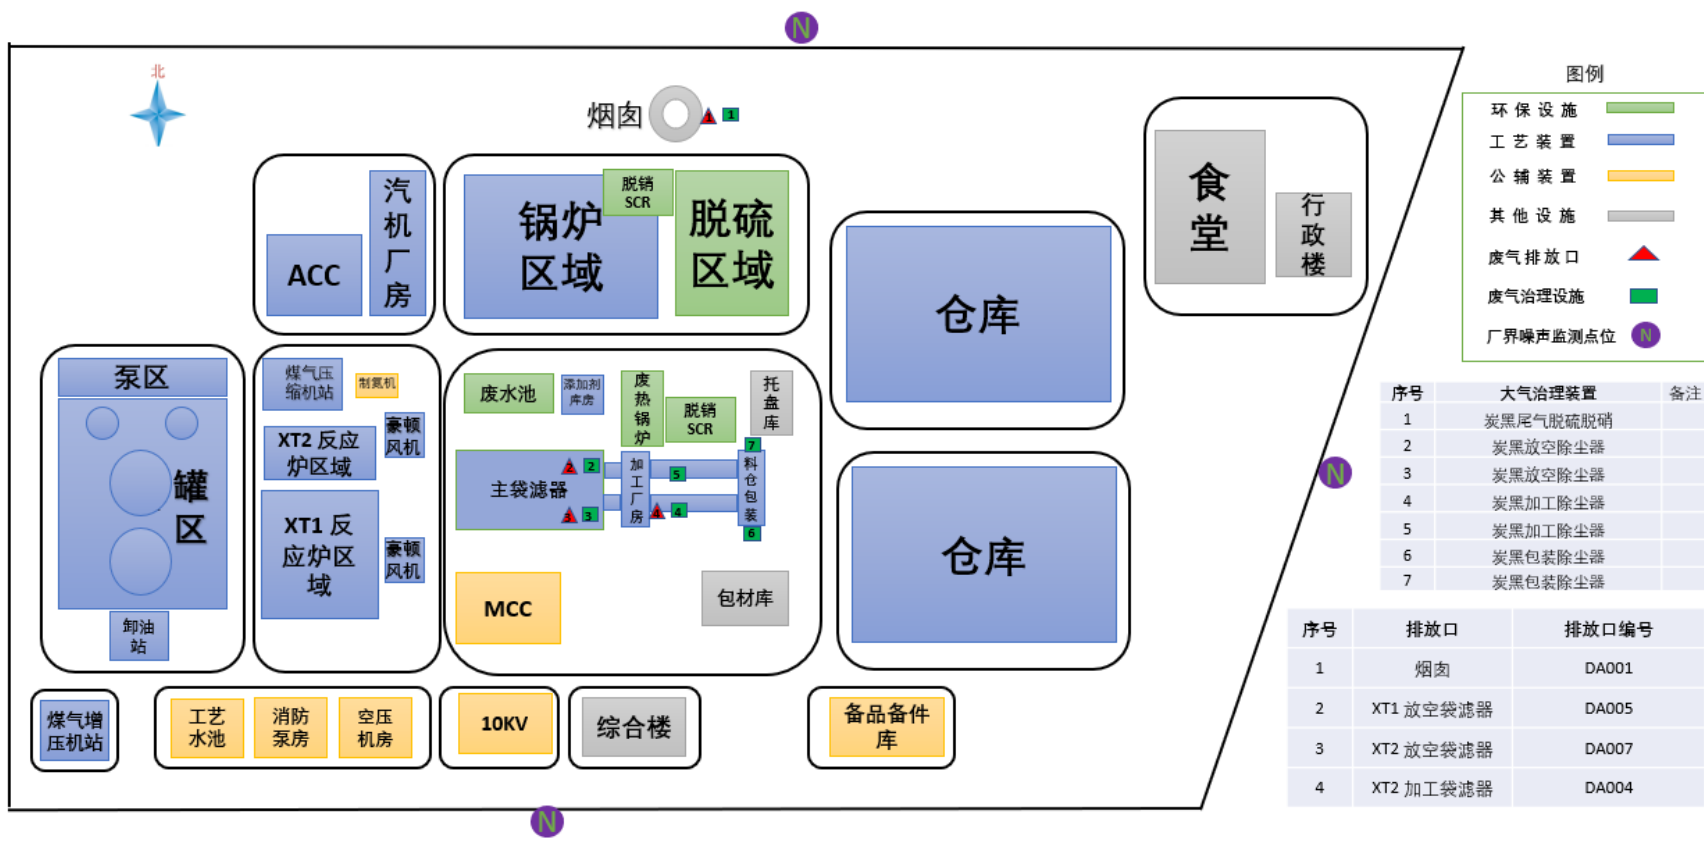 N
北
烟囱
1
1
汽
机
厂
房
ACC
锅炉
区域
脱销
SCR
脱硫
区域
食
堂
行
政
楼
仓库
泵区
罐
区
卸油
站
煤气压
缩机站
制氮机
XT2 反应
炉区域
豪顿
风机
XT1 反
应炉区
域
豪顿
风机
废水池
添加剂
库房
废
热
锅
炉
脱销
SCR
托
盘
库
主袋滤器
2
2
3
3
加
工
厂
房
5
4
4
7
料
仓
包
装
6
MCC
包材库
仓库
N
煤气增
压机站
工艺
水池
消防
泵房
空压
机房
10KV
综合楼
备品备件
库
N
图例
环保设施
工艺装置
公辅装置
其他设施
废气排放口
废气治理设施
厂界噪声监测点位
N
序号 大气治理装置 备注
1 炭黑尾气脱硫脱硝
2 炭黑放空除尘器
3 炭黑放空除尘器
4 炭黑加工除尘器
5 炭黑加工除尘器
6 炭黑包装除尘器
7 炭黑包装除尘器
序号 排放口 排放口编号
1 烟囱 DA001
2 XT1 放空袋滤器 DA005
3 XT2 放空袋滤器 DA007
4 XT2 加工袋滤器 DA004